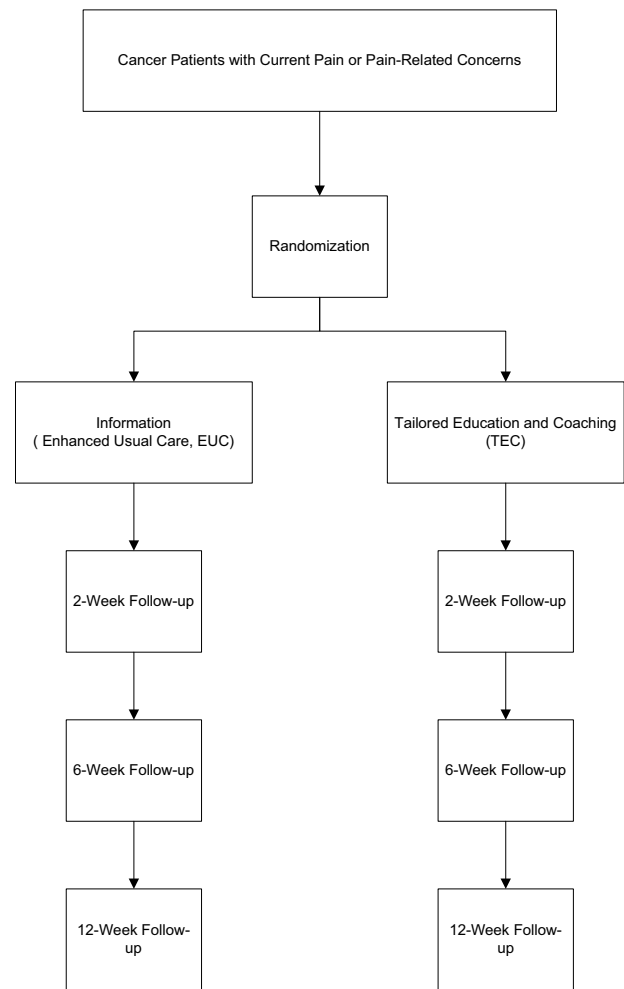 Cancer Patients with Current Pain or Pain-Related Concerns
Randomization
Information
( Enhanced Usual Care, EUC)
Tailored Education and Coaching
(TEC)
2-Week Follow-up
2-Week Follow-up
6-Week Follow-up
6-Week Follow-up
12-Week Follow-
up
12-Week Follow-
up